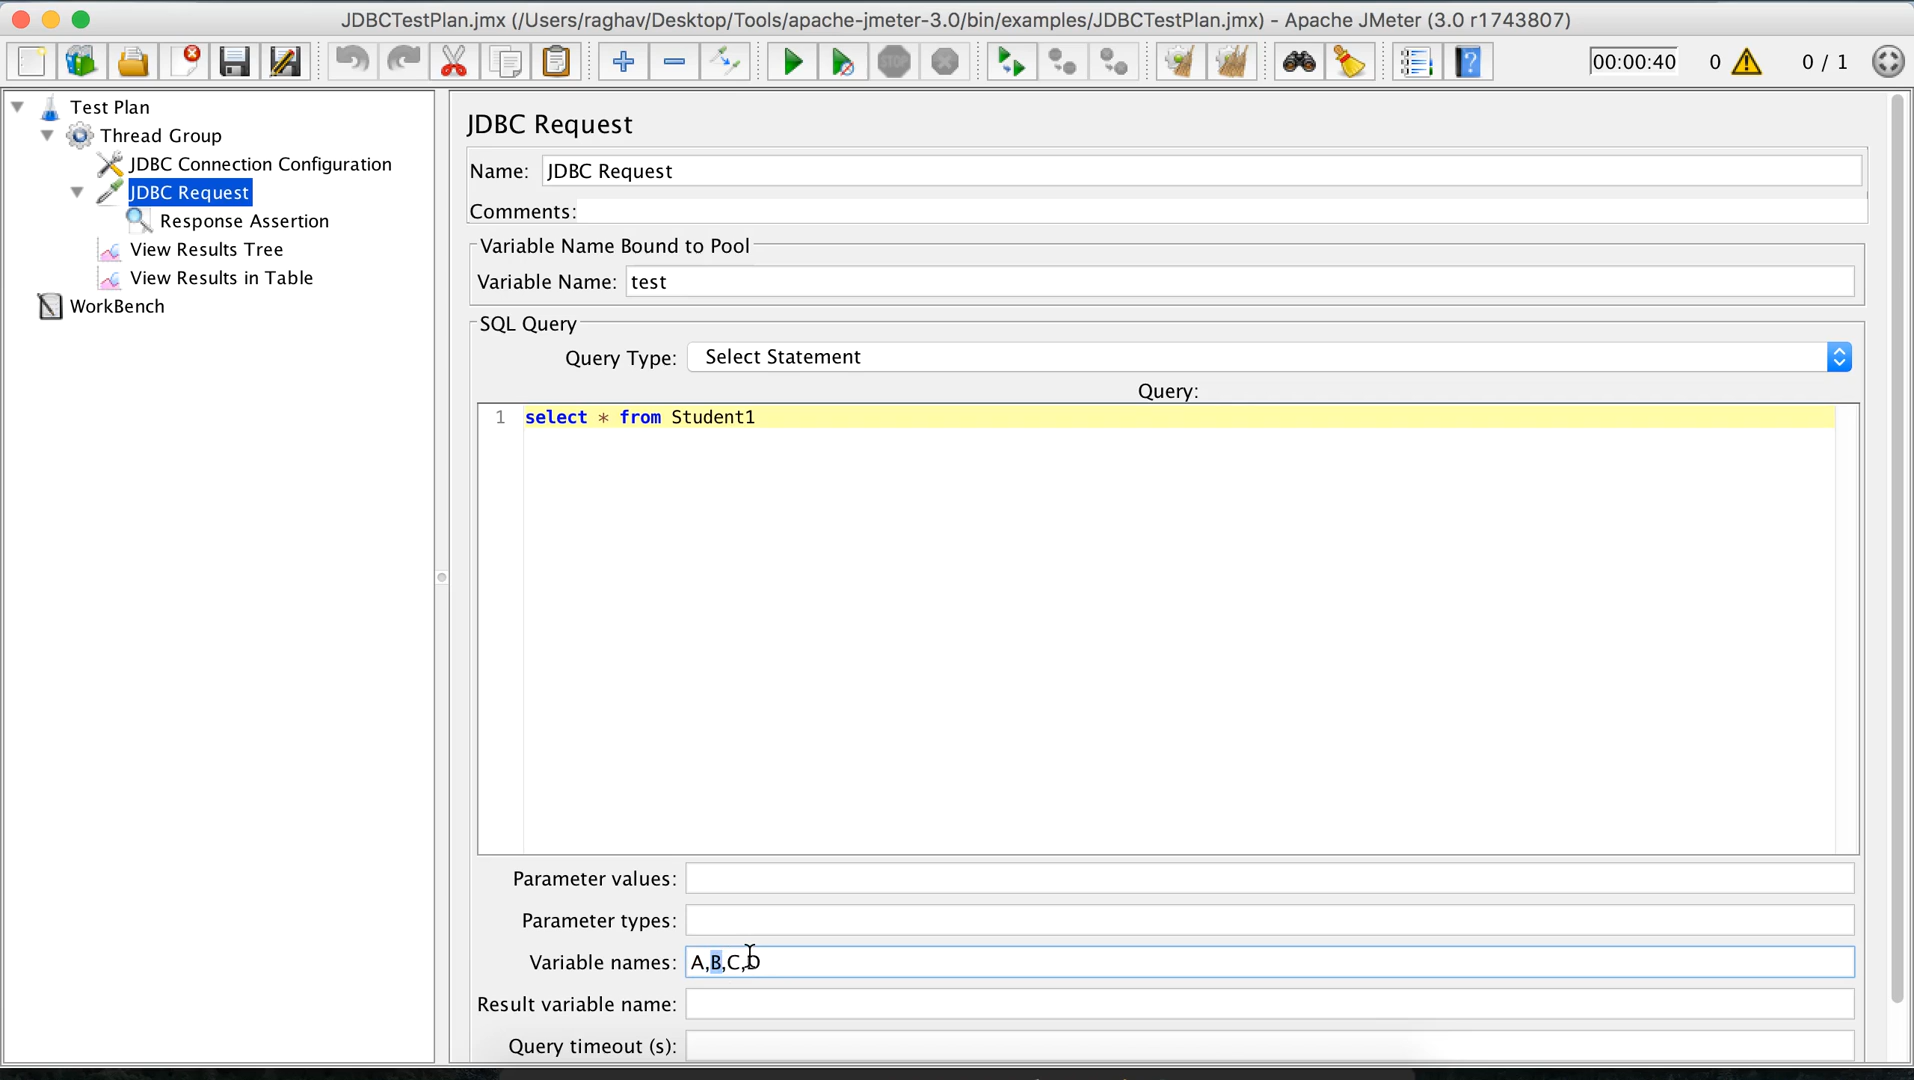 JDBCTestPlan.jmx (/Users/raghav/Desktop/Tools/apache-jmeter-3.0/bin/examples/JDBCTestPlan.jmx) - Apache JMeter (3.0 r1743807)
STOP
00:00:40 0 0 / 1
Test Plan
Thread Group
JDBC Connection Configuration
JDBC Request
Response Assertion
View Results Tree
View Results in Table
WorkBench
JDBC Request
Name: JDBC Request
Comments:
Variable Name Bound to Pool
Variable Name: test
SQL Query
Query Type: Select Statement
Query:
1 select * from Student1
Parameter values:
Parameter types:
Variable names: A,B,C,D
Result variable name:
Query timeout (s):